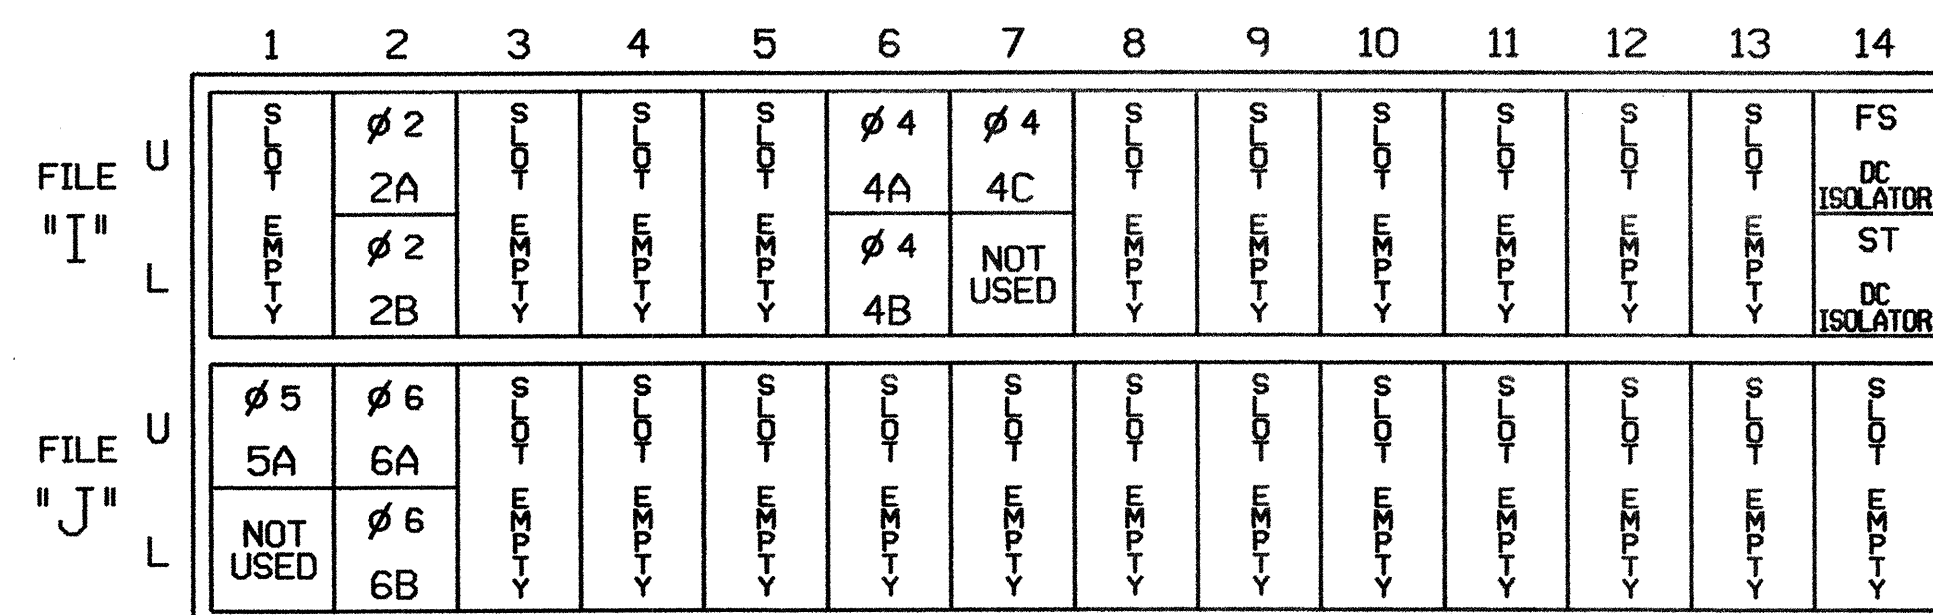 1 2 3 4 5 6 7 8 9 10 11 12 13 14
FILE "I"
U
L
SLOT EMPTY
ø 2
2A
ø 2
2B
SLOT EMPTY
SLOT EMPTY
SLOT EMPTY
ø 4
4A
ø 4
4B
ø 4
4C
NOT
USED
SLOT EMPTY
SLOT EMPTY
SLOT EMPTY
SLOT EMPTY
SLOT EMPTY
SLOT EMPTY
FS
DC
ISOLATOR
ST
DC
ISOLATOR
FILE "J"
U
L
ø 5
5A
NOT
USED
ø 6
6A
ø 6
6B
SLOT EMPTY
SLOT EMPTY
SLOT EMPTY
SLOT EMPTY
SLOT EMPTY
SLOT EMPTY
SLOT EMPTY
SLOT EMPTY
SLOT EMPTY
SLOT EMPTY
SLOT EMPTY
SLOT EMPTY